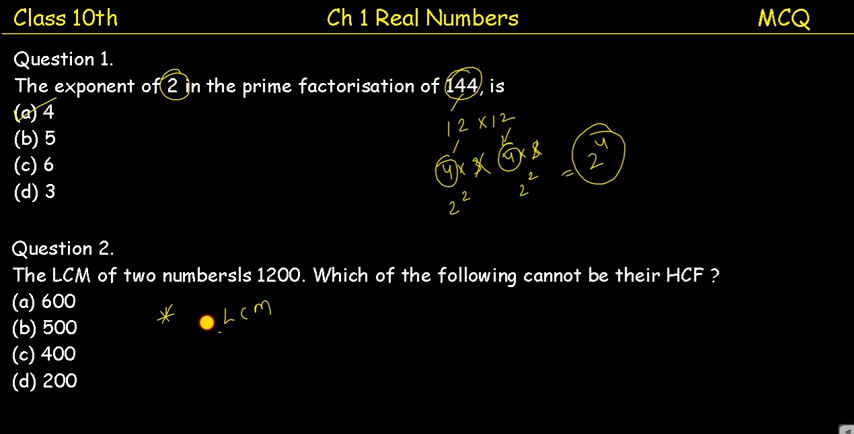 Class 10th Ch 1 Real Numbers MCQ
Question 1.
The exponent of 2 in the prime factorisation of 144, is
(a) 4
12 × 12
(b) 5
4 × 3 4 × 3
= 2^4
(c) 6
2^2 2^2
(d) 3
Question 2.
The LCM of two numbersIs 1200. Which of the following cannot be their HCF ?
(a) 600
* LCM
(b) 500
(c) 400
(d) 200